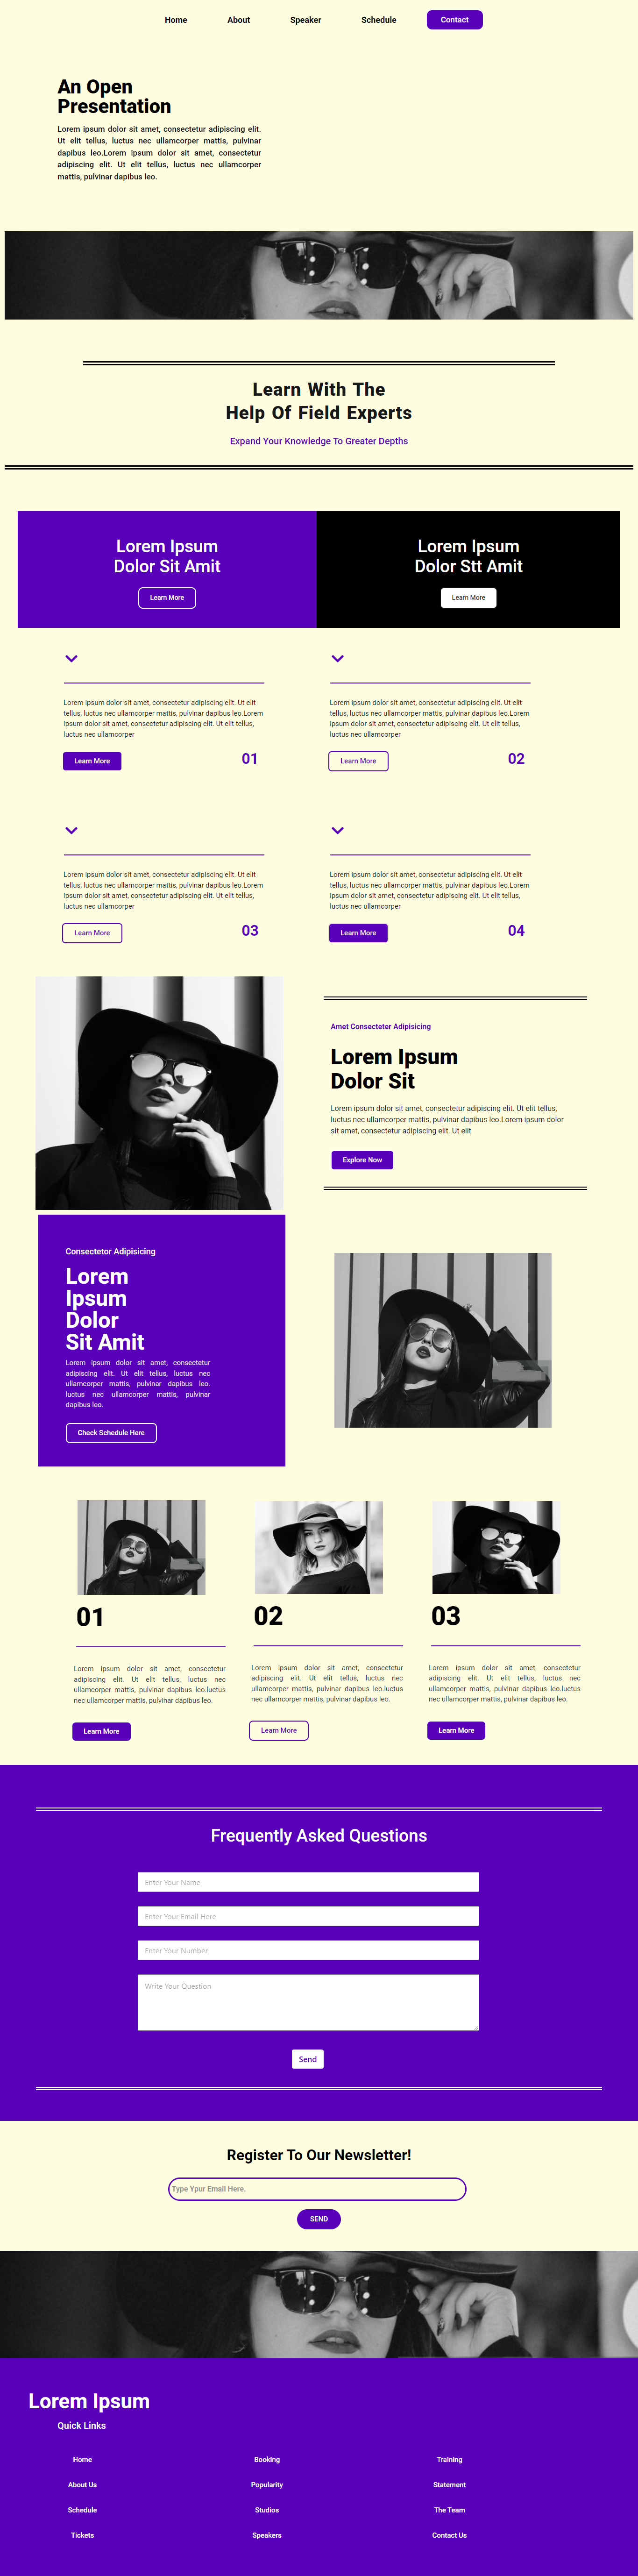 Home About Speaker Schedule Contact
An Open
Presentation
Lorem ipsum dolor sit amet, consectetur adipiscing elit.
Ut elit tellus, luctus nec ullamcorper mattis, pulvinar
dapibus leo.Lorem ipsum dolor sit amet, consectetur
adipiscing elit. Ut elit tellus, luctus nec ullamcorper
mattis, pulvinar dapibus leo.
Learn With The
Help Of Field Experts
Expand Your Knowledge To Greater Depths
Lorem Ipsum
Dolor Sit Amit
Learn More
Lorem Ipsum
Dolor Stt Amit
Learn More
Lorem ipsum dolor sit amet, consectetur adipiscing elit. Ut elit
tellus, luctus nec ullamcorper mattis, pulvinar dapibus leo.Lorem
ipsum dolor sit amet, consectetur adipiscing elit. Ut elit tellus,
luctus nec ullamcorper
Learn More 01
Lorem ipsum dolor sit amet, consectetur adipiscing elit. Ut elit
tellus, luctus nec ullamcorper mattis, pulvinar dapibus leo.Lorem
ipsum dolor sit amet, consectetur adipiscing elit. Ut elit tellus,
luctus nec ullamcorper
Learn More 02
Lorem ipsum dolor sit amet, consectetur adipiscing elit. Ut elit
tellus, luctus nec ullamcorper mattis, pulvinar dapibus leo.Lorem
ipsum dolor sit amet, consectetur adipiscing elit. Ut elit tellus,
luctus nec ullamcorper
Learn More 03
Lorem ipsum dolor sit amet, consectetur adipiscing elit. Ut elit
tellus, luctus nec ullamcorper mattis, pulvinar dapibus leo.Lorem
ipsum dolor sit amet, consectetur adipiscing elit. Ut elit tellus,
luctus nec ullamcorper
Learn More 04
Amet Consecteter Adipisicing
Lorem Ipsum
Dolor Sit
Lorem ipsum dolor sit amet, consectetur adipiscing elit. Ut elit tellus,
luctus nec ullamcorper mattis, pulvinar dapibus leo.Lorem ipsum dolor
sit amet, consectetur adipiscing elit. Ut elit
Explore Now
Consectetor Adipisicing
Lorem
Ipsum
Dolor
Sit Amit
Lorem ipsum dolor sit amet, consectetur
adipiscing elit. Ut elit tellus, luctus nec
ullamcorper mattis, pulvinar dapibus leo.
luctus nec ullamcorper mattis, pulvinar
dapibus leo.
Check Schedule Here
01
Lorem ipsum dolor sit amet, consectetur
adipiscing elit. Ut elit tellus, luctus nec
ullamcorper mattis, pulvinar dapibus leo.luctus
nec ullamcorper mattis, pulvinar dapibus leo.
Learn More
02
Lorem ipsum dolor sit amet, consectetur
adipiscing elit. Ut elit tellus, luctus nec
ullamcorper mattis, pulvinar dapibus leo.luctus
nec ullamcorper mattis, pulvinar dapibus leo.
Learn More
03
Lorem ipsum dolor sit amet, consectetur
adipiscing elit. Ut elit tellus, luctus nec
ullamcorper mattis, pulvinar dapibus leo.luctus
nec ullamcorper mattis, pulvinar dapibus leo.
Learn More
Frequently Asked Questions
Enter Your Name
Enter Your Email Here
Enter Your Number
Write Your Question
Send
Register To Our Newsletter!
Type Ypur Email Here.
SEND
Lorem Ipsum
Quick Links
Home Booking Training
About Us Popularity Statement
Schedule Studios The Team
Tickets Speakers Contact Us